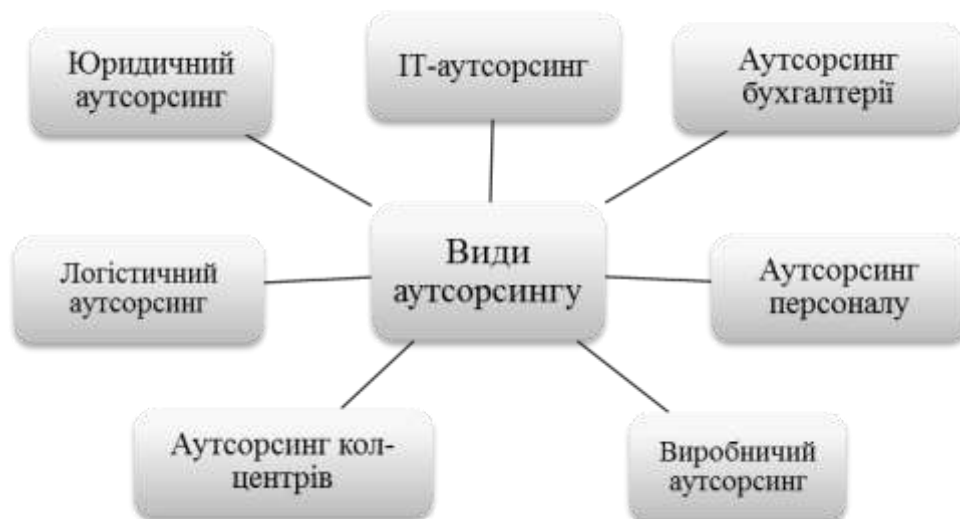 Юридичний
аутсорсинг
ІТ-аутсорсинг
Аутсорсинг
бухгалтерії
Логістичний
аутсорсинг
Види
аутсорсингу
Аутсорсинг
персоналу
Аутсорсинг кол-
центрів
Виробничий
аутсорсинг